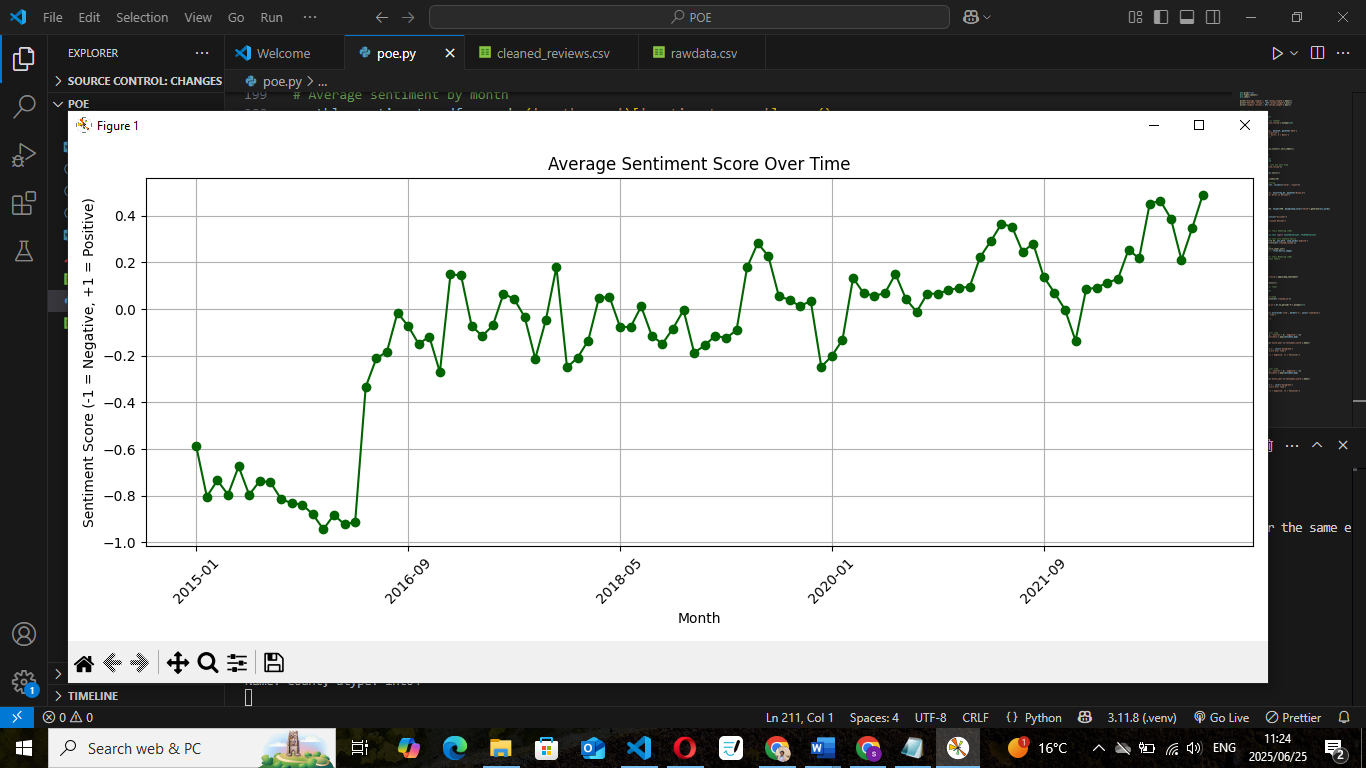 File Edit Selection View Go Run ··· POE
EXPLORER ···
Welcome poe.py cleaned_reviews.csv rawdata.csv
SOURCE CONTROL: CHANGES
poe.py > ...
POE
199 # Average sentiment by month
Figure 1
Average Sentiment Score Over Time
Sentiment Score (-1 = Negative, +1 = Positive)
0.4
0.2
0.0
−0.2
−0.4
−0.6
−0.8
−1.0
2015-01 2016-09 2018-05 2020-01 2021-09
Month
r the same e
TIMELINE
1
0 0 Ln 211, Col 1 Spaces: 4 UTF-8 CRLF {} Python 3.11.8 (.venv) Go Live Prettier
Search web & PC 1 16°C ENG 11:24
2025/06/25 2